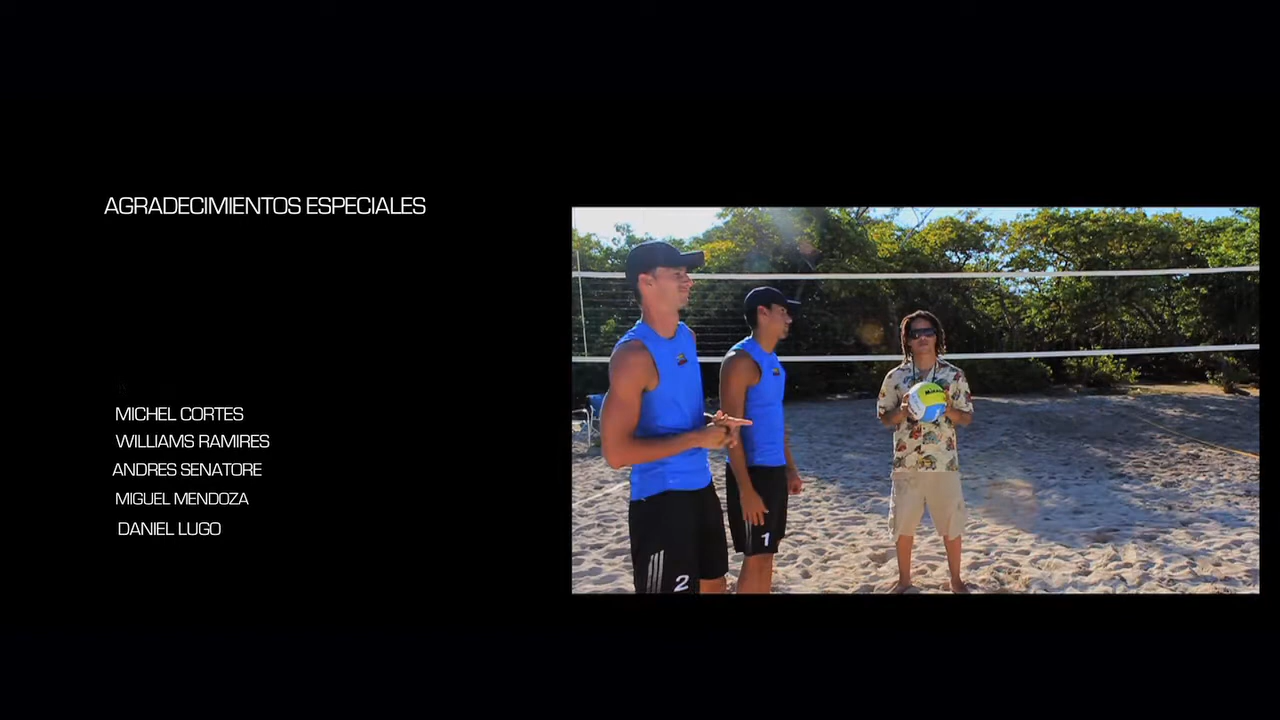 AGRADECIMIENTOS ESPECIALES
MICHEL CORTES
WILLIAMS RAMIRES
ANDRES SENATORE
MIGUEL MENDOZA
DANIEL LUGO
2
1